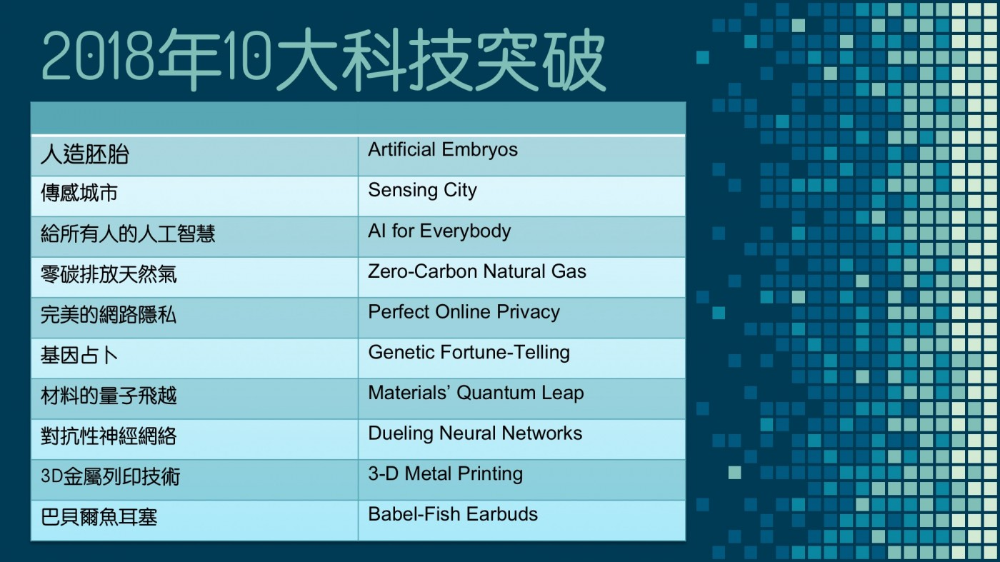 2018年10大科技突破
人造胚胎 Artificial Embryos
傳感城市 Sensing City
給所有人的人工智慧 AI for Everybody
零碳排放天然氣 Zero-Carbon Natural Gas
完美的網路隱私 Perfect Online Privacy
基因占卜 Genetic Fortune-Telling
材料的量子飛越 Materials’ Quantum Leap
對抗性神經網絡 Dueling Neural Networks
3D金屬列印技術 3-D Metal Printing
巴貝爾魚耳塞 Babel-Fish Earbuds